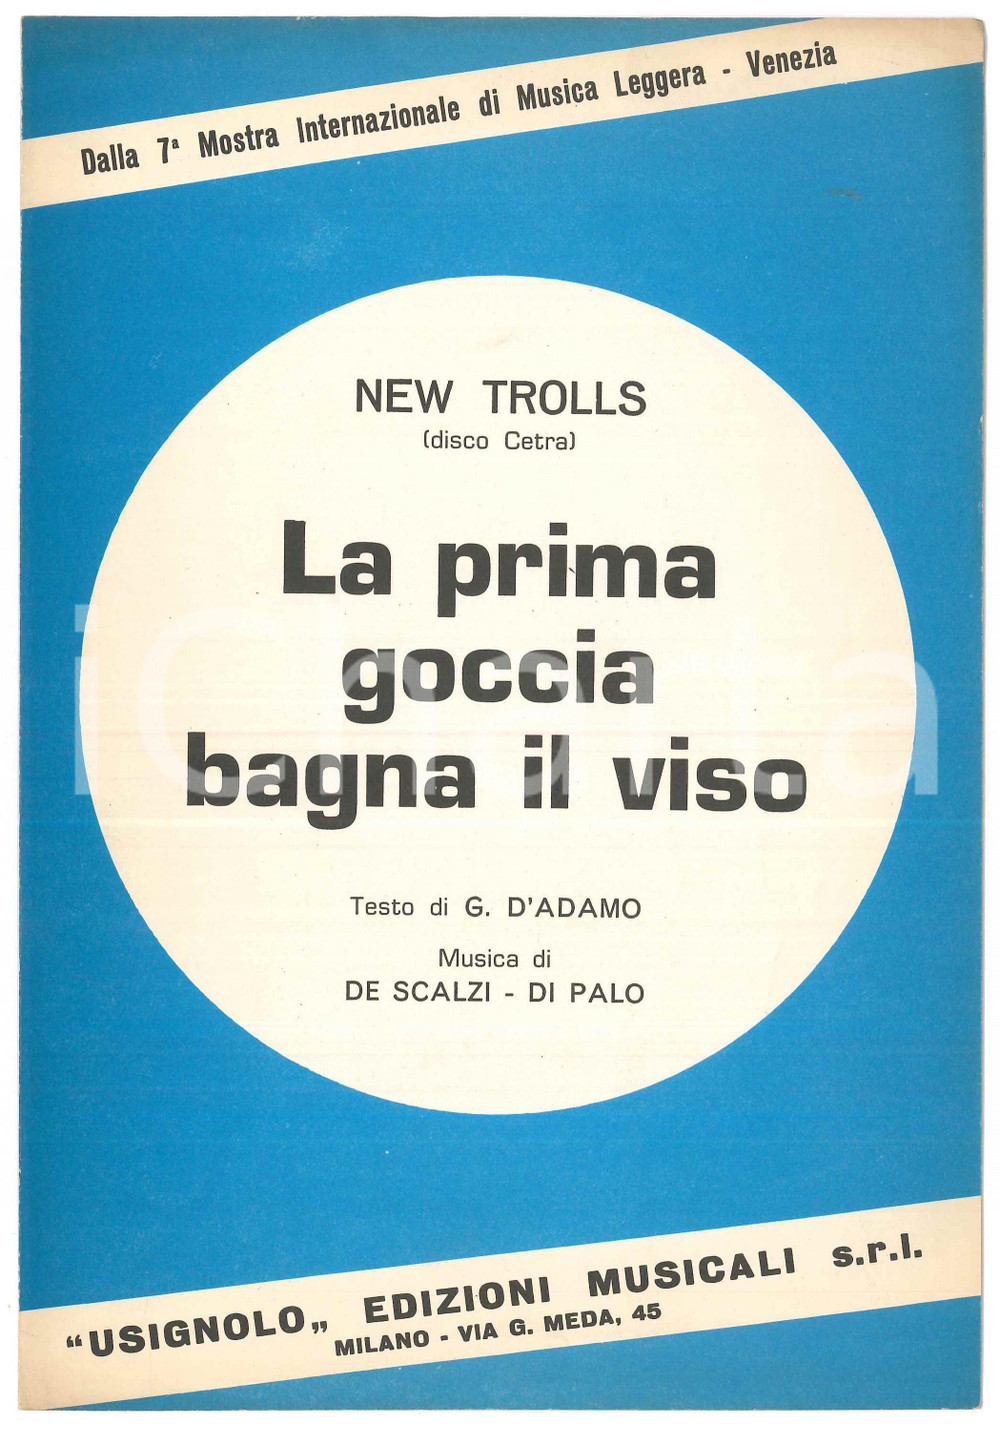 Dalla 7ª Mostra Internazionale di Musica Leggera - Venezia
NEW TROLLS
(disco Cetra)
La prima
goccia
bagna il viso
iCharta
Testo di G. D'ADAMO
Musica di
DE SCALZI - DI PALO
“USIGNOLO„ EDIZIONI MUSICALI s.r.l.
MILANO - VIA G. MEDA, 45